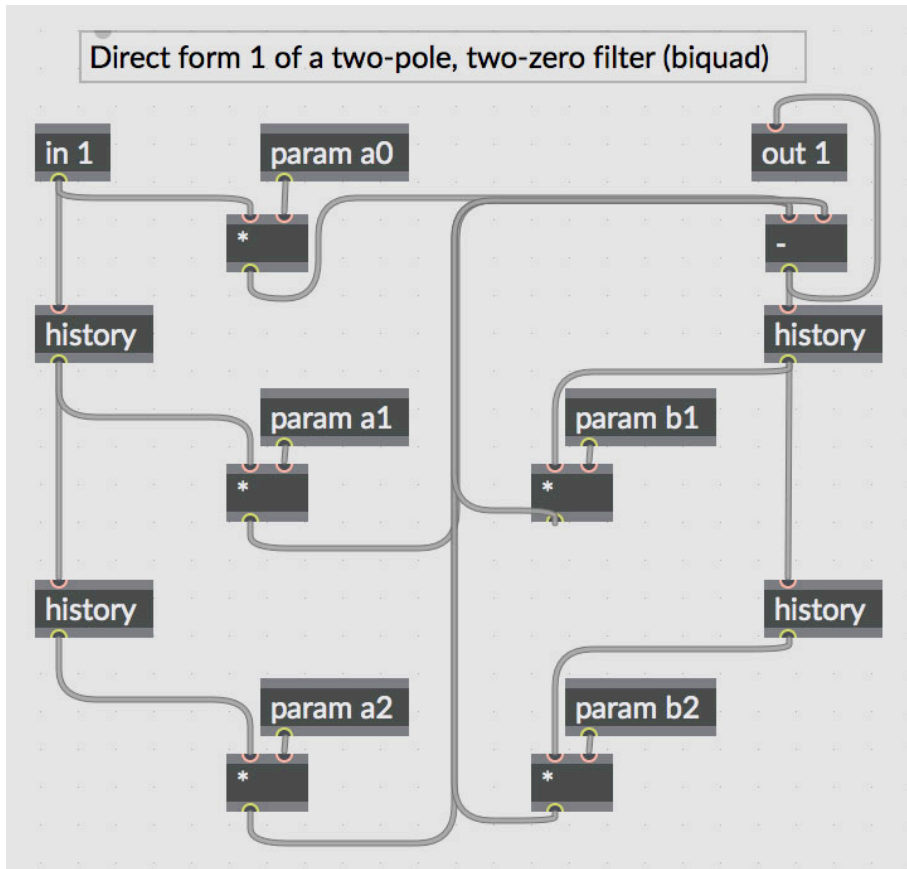 Direct form 1 of a two-pole, two-zero filter (biquad)
in 1
param a0
out 1
*
-
history
history
param a1
param b1
*
*
history
history
param a2
param b2
*
*